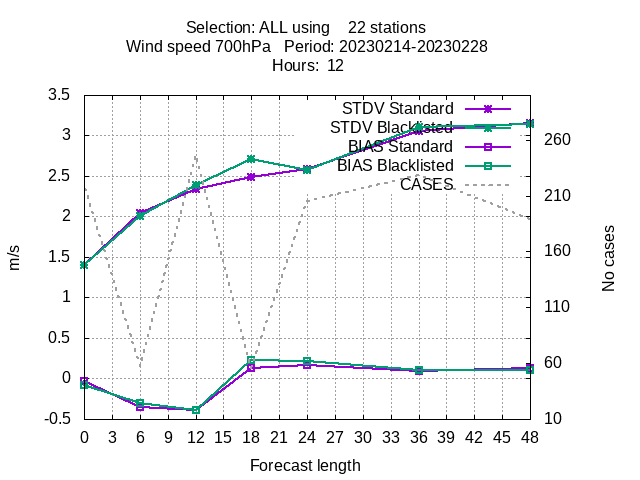 Selection: ALL using 22 stations
Wind speed 700hPa Period: 20230214-20230228
Hours: 12
3.5
3
2.5
2
1.5
1
0.5
0
-0.5
m/s
STDV Standard
STDV Blacklisted
BIAS Standard
BIAS Blacklisted
CASES
260
210
160
110
60
10
No cases
0 3 6 9 12 15 18 21 24 27 30 33 36 39 42 45 48
Forecast length